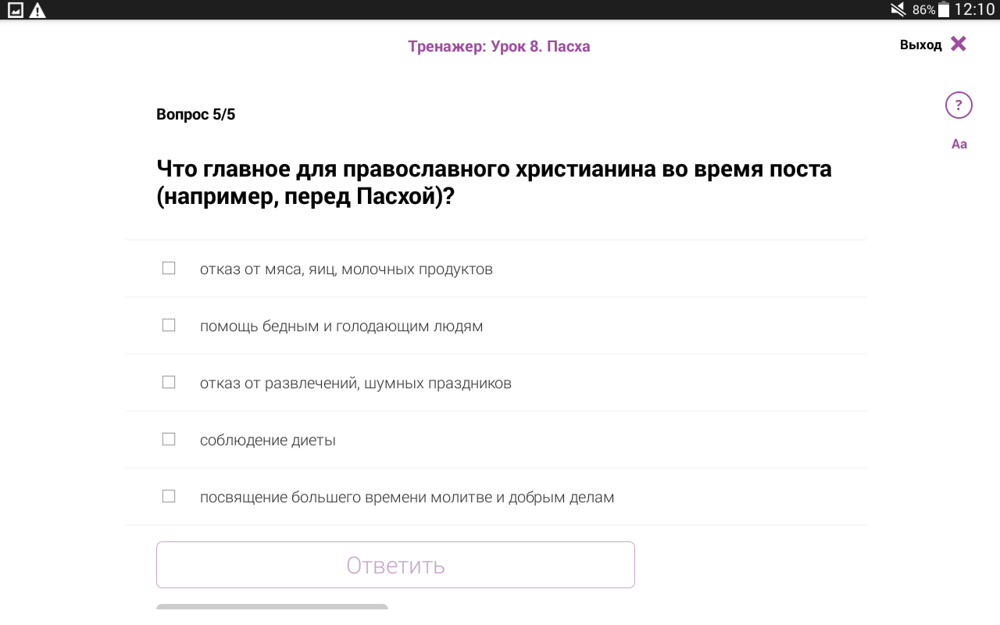 86% 12:10
Тренажер: Урок 8. Пасха
Выход
?
Aa
Вопрос 5/5
Что главное для православного христианина во время поста
(например, перед Пасхой)?
отказ от мяса, яиц, молочных продуктов
помощь бедным и голодающим людям
отказ от развлечений, шумных праздников
соблюдение диеты
посвящение большего времени молитве и добрым делам
Ответить